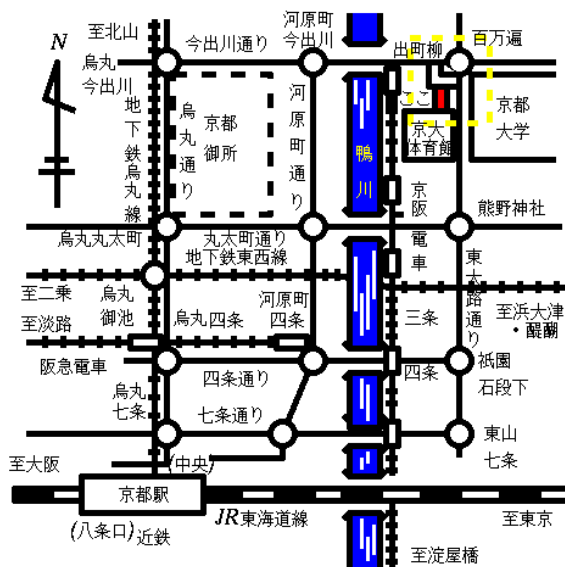 至北山
今出川通り
河原町
今出川
出町柳
百万遍
N
烏丸
今出川
ここ
京大
体育館
京都
大学
地下鉄烏丸線
烏丸通り
京都
御所
河原町通り
鴨川
京阪電車
熊野神社
烏丸丸太町
丸太町通り
地下鉄東西線
東大路通り
至二乗
烏丸
御池
河原町
四条
三条
至浜大津
・醍醐
至淡路
烏丸四条
阪急電車
四条通り
四条
祇園
石段下
烏丸
七条
七条通り
東山
七条
至大阪
(中央)
京都駅
(八条口)
近鉄
JR東海道線
至東京
至淀屋橋